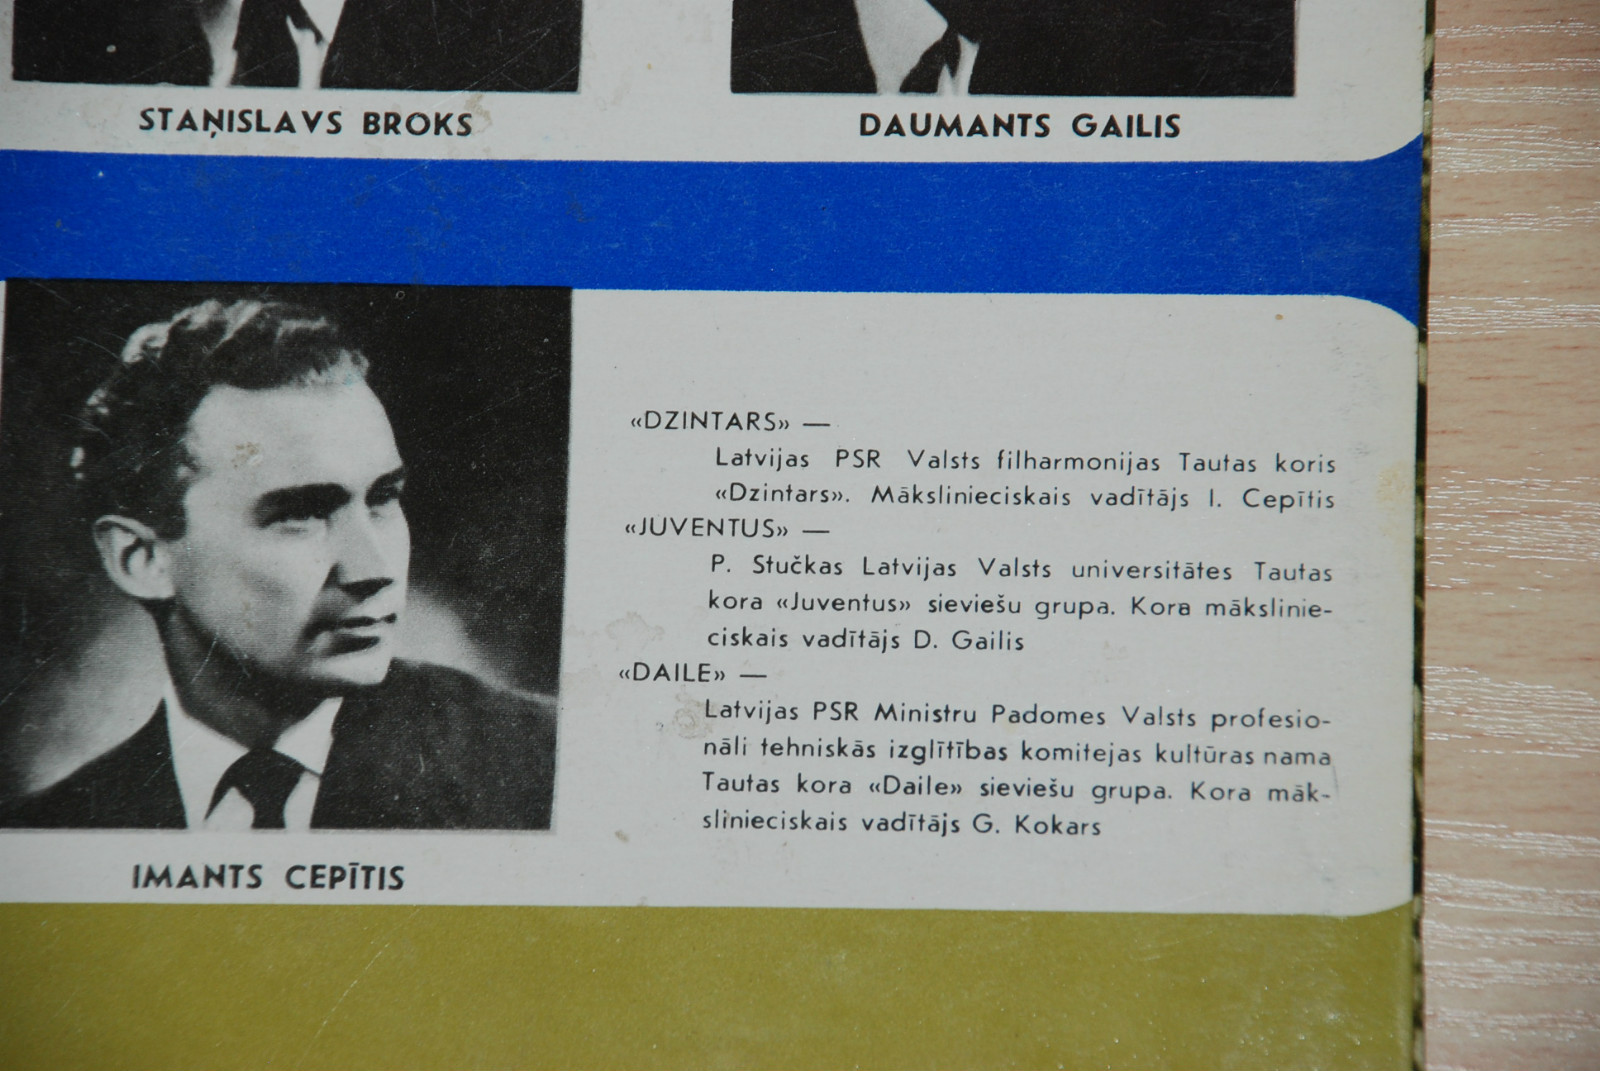 STAŅISLAVS BROKS
DAUMANTS GAILIS
IMANTS CEPĪTIS
«DZINTARS» —
Latvijas PSR Valsts filharmonijas Tautas koris
«Dzintars». Mākslinieciskais vadītājs I. Cepītis
«JUVENTUS» —
P. Stučkas Latvijas Valsts universitātes Tautas
kora «Juventus» sieviešu grupa. Kora mākslinie-
ciskais vadītājs D. Gailis
«DAILE» —
Latvijas PSR Ministru Padomes Valsts profesio-
nāli tehniskās izglītības komitejas kultūras nama
Tautas kora «Daile» sieviešu grupa. Kora māk-
slinieciskais vadītājs G. Kokars